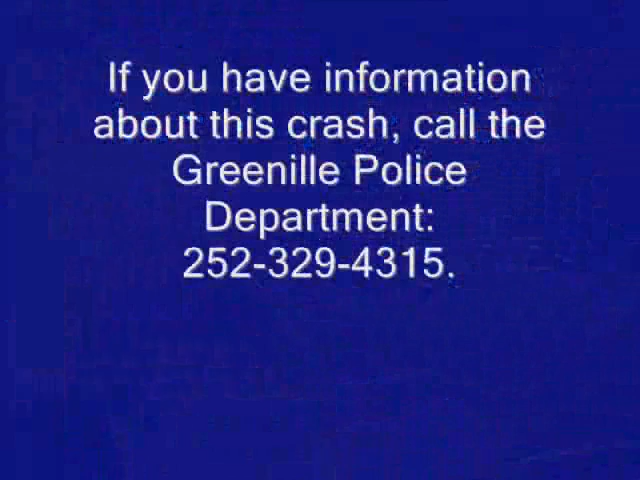 If you have information
about this crash, call the
Greenille Police
Department:
252-329-4315.